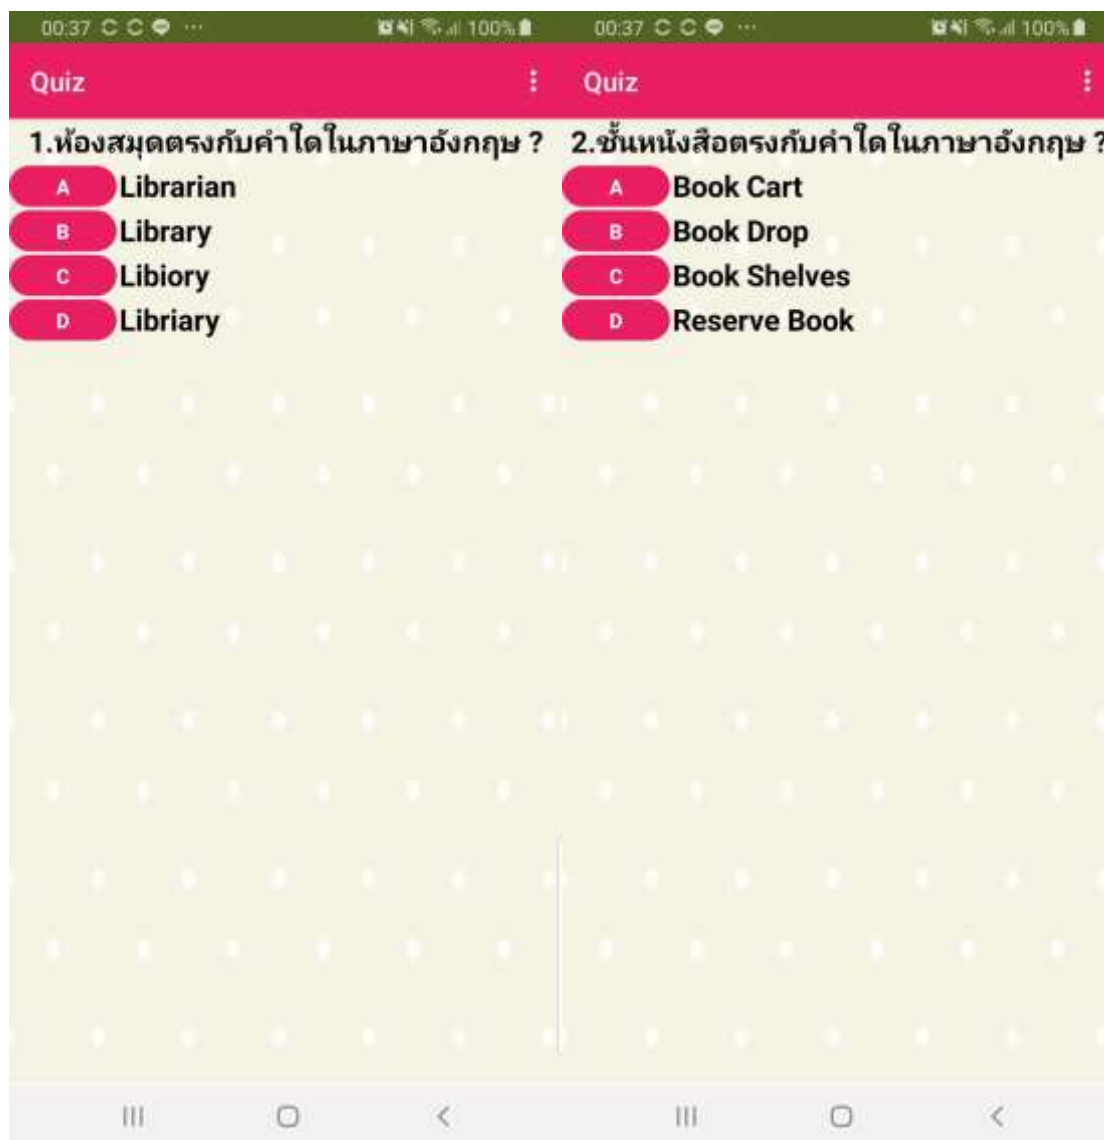 00:37
100%
Quiz
1.ห้องสมุดตรงกับคำใดในภาษาอังกฤษ ?
A Librarian
B Library
C Libiory
D Libriary
00:37
100%
Quiz
2.ชั้นหนังสือตรงกับคำใดในภาษาอังกฤษ ?
A Book Cart
B Book Drop
C Book Shelves
D Reserve Book